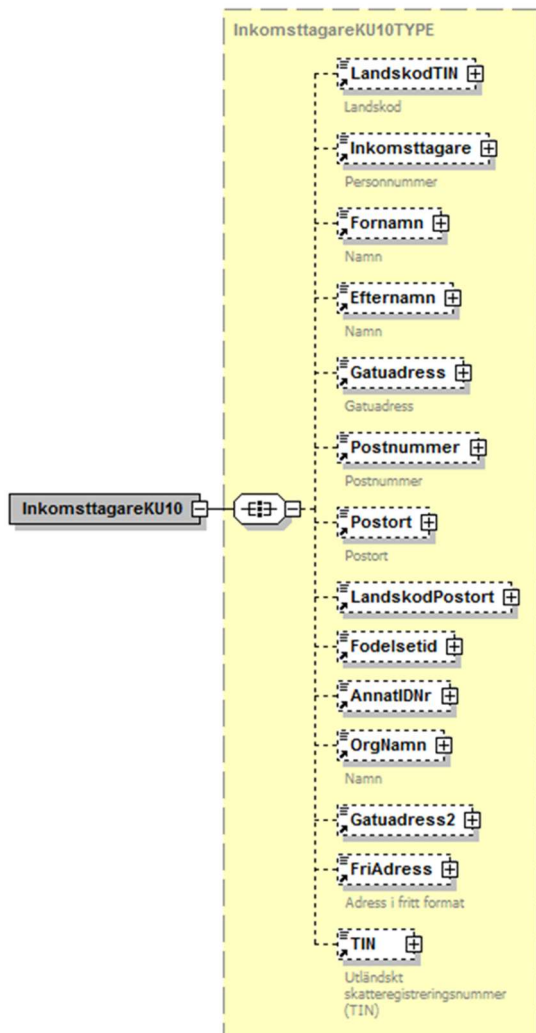 InkomsttagareKU10TYPE
LandskodTIN
Landskod
Inkomsttagare
Personnummer
Fornamn
Namn
Efternamn
Namn
Gatuadress
Gatuadress
Postnummer
Postnummer
InkomsttagareKU10
Postort
Postort
LandskodPostort
Fodelsetid
AnnatIDNr
OrgNamn
Namn
Gatuadress2
FriAdress
Adress i fritt format
TIN
Utländskt
skatteregistreringsnummer
(TIN)